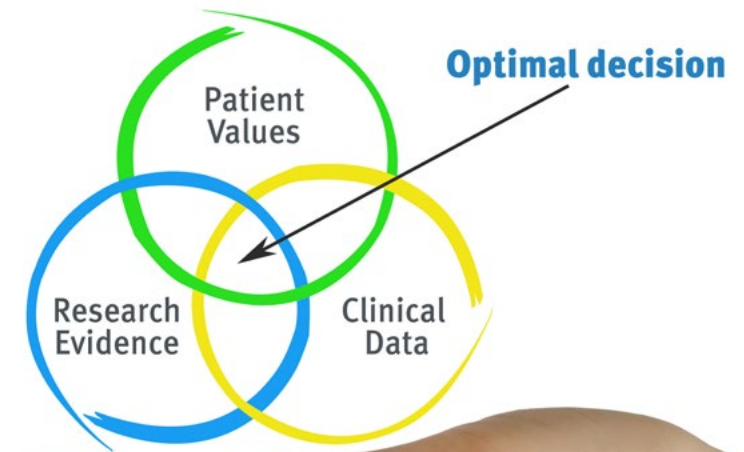 Optimal decision
Patient
Values
Research
Evidence
Clinical
Data